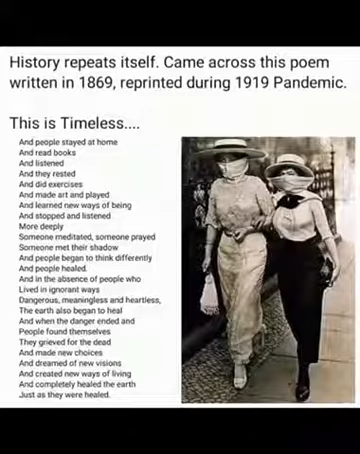 History repeats itself. Came across this poem
written in 1869, reprinted during 1919 Pandemic.
This is Timeless....
And people stayed at home
And read books
And listened
And they rested
And did exercises
And made art and played
And learned new ways of being
And stopped and listened
More deeply
Someone meditated, someone prayed
Someone met their shadow
And people began to think differently
And people healed.
And in the absence of people who
Lived in ignorant ways
Dangerous, meaningless and heartless,
The earth also began to heal
And when the danger ended and
People found themselves
They grieved for the dead
And made new choices
And dreamed of new visions
And created new ways of living
And completely healed the earth
Just as they were healed.